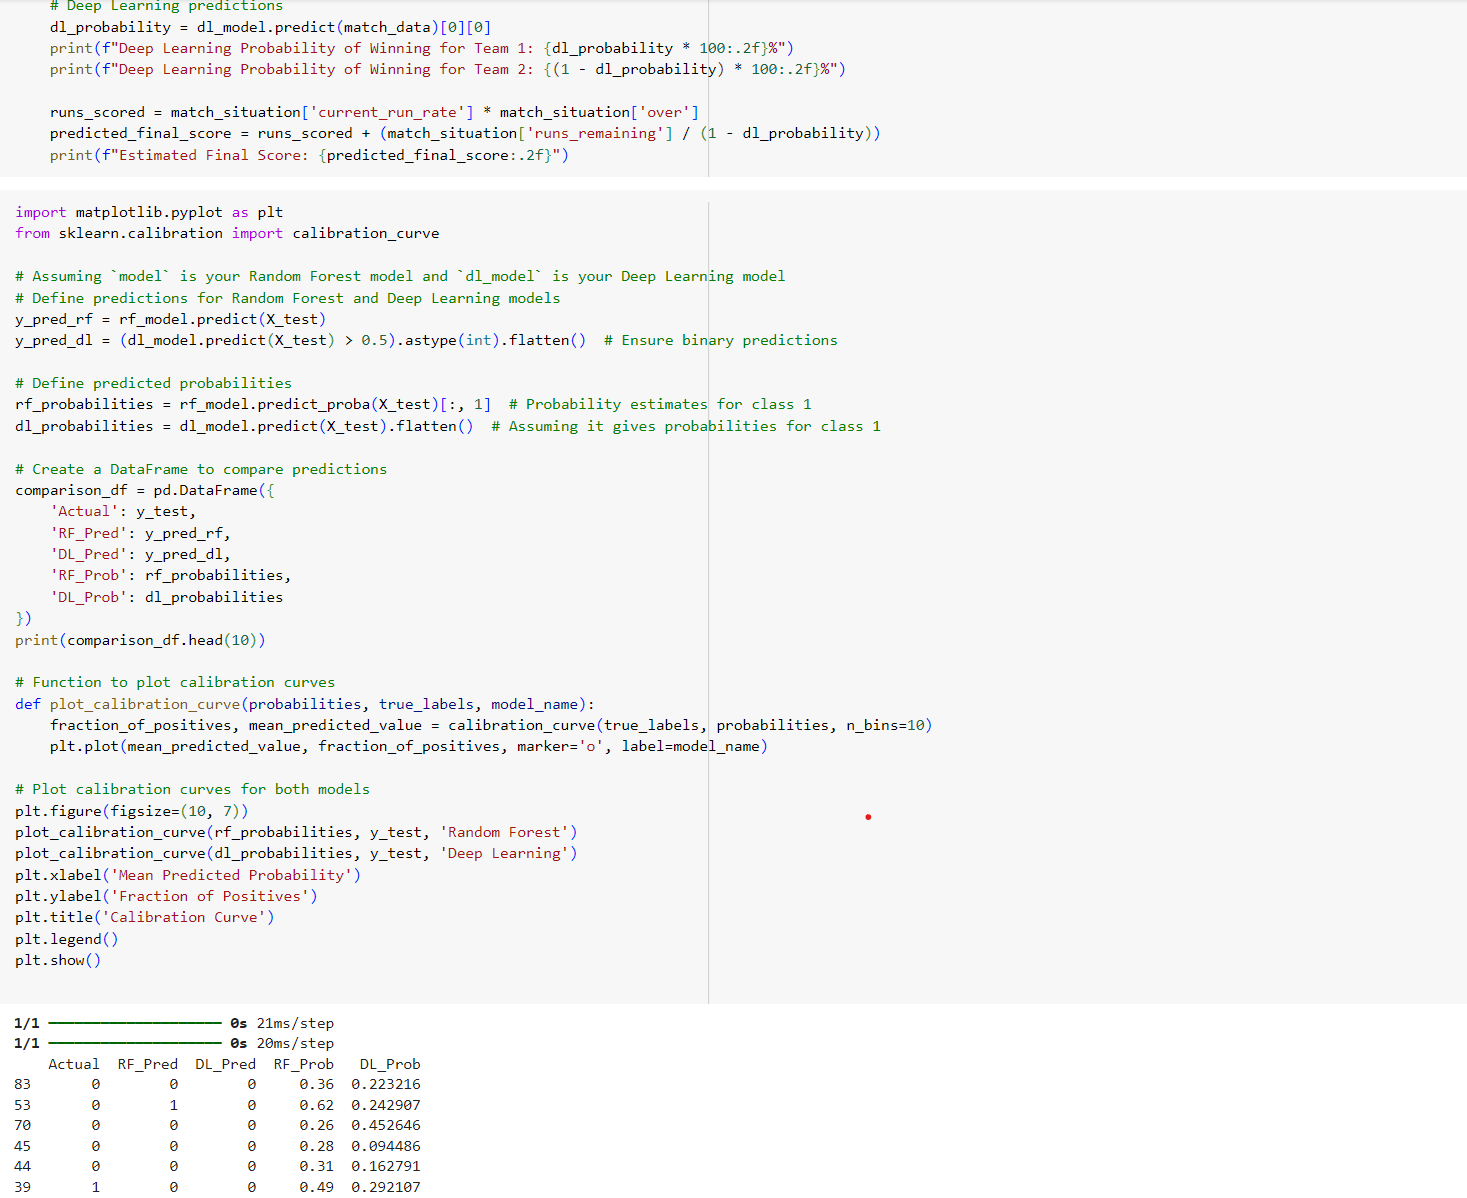 # Deep Learning predictions
    dl_probability = dl_model.predict(match_data)[0][0]
    print(f"Deep Learning Probability of Winning for Team 1: {dl_probability * 100:.2f}%")
    print(f"Deep Learning Probability of Winning for Team 2: {(1 - dl_probability) * 100:.2f}%")

    runs_scored = match_situation['current_run_rate'] * match_situation['over']
    predicted_final_score = runs_scored + (match_situation['runs_remaining'] / (1 - dl_probability))
    print(f"Estimated Final Score: {predicted_final_score:.2f}")

import matplotlib.pyplot as plt
from sklearn.calibration import calibration_curve

# Assuming `model` is your Random Forest model and `dl_model` is your Deep Learning model
# Define predictions for Random Forest and Deep Learning models
y_pred_rf = rf_model.predict(X_test)
y_pred_dl = (dl_model.predict(X_test) > 0.5).astype(int).flatten()  # Ensure binary predictions

# Define predicted probabilities
rf_probabilities = rf_model.predict_proba(X_test)[:, 1]  # Probability estimates for class 1
dl_probabilities = dl_model.predict(X_test).flatten()  # Assuming it gives probabilities for class 1

# Create a DataFrame to compare predictions
comparison_df = pd.DataFrame({
    'Actual': y_test,
    'RF_Pred': y_pred_rf,
    'DL_Pred': y_pred_dl,
    'RF_Prob': rf_probabilities,
    'DL_Prob': dl_probabilities
})
print(comparison_df.head(10))

# Function to plot calibration curves
def plot_calibration_curve(probabilities, true_labels, model_name):
    fraction_of_positives, mean_predicted_value = calibration_curve(true_labels, probabilities, n_bins=10)
    plt.plot(mean_predicted_value, fraction_of_positives, marker='o', label=model_name)

# Plot calibration curves for both models
plt.figure(figsize=(10, 7))
plot_calibration_curve(rf_probabilities, y_test, 'Random Forest')
plot_calibration_curve(dl_probabilities, y_test, 'Deep Learning')
plt.xlabel('Mean Predicted Probability')
plt.ylabel('Fraction of Positives')
plt.title('Calibration Curve')
plt.legend()
plt.show()

1/1 0s 21ms/step
1/1 0s 20ms/step
    Actual  RF_Pred  DL_Pred  RF_Prob   DL_Prob
83       0        0        0     0.36  0.223216
53       0        1        0     0.62  0.242907
70       0        0        0     0.26  0.452646
45       0        0        0     0.28  0.094486
44       0        0        0     0.31  0.162791
39       1        0        0     0.49  0.292107